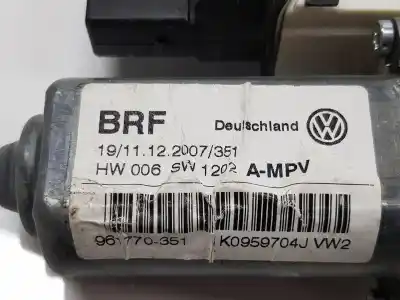 BRF Deutschland
19/11.12.2007/351
HW 006 SW 1202 A-MPV
961770-351 K0959704J VW2